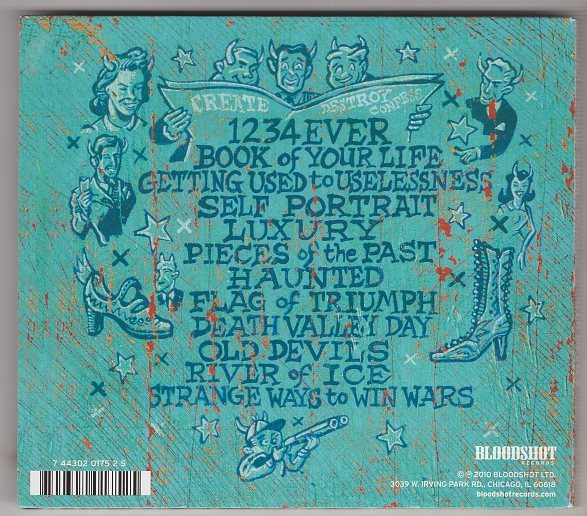 CREATE DESTROY CONFESS
1234EVER
BOOK of YOUR LIFE
GETTING USED to USELESSNESS
SELF PORTRAIT
LUXURY
PIECES of the PAST
HAUNTED
FLAG of TRIUMPH
DEATH VALLEY DAY
OLD DEVILS
RIVER of ICE
STRANGE WAYS to WIN WARS
7 44302 0175 2 5
BLOODSHOT
RECORDS
©℗ 2010 BLOODSHOT LTD.
3039 W. IRVING PARK RD., CHICAGO, IL 60618
bloodshotrecords.com